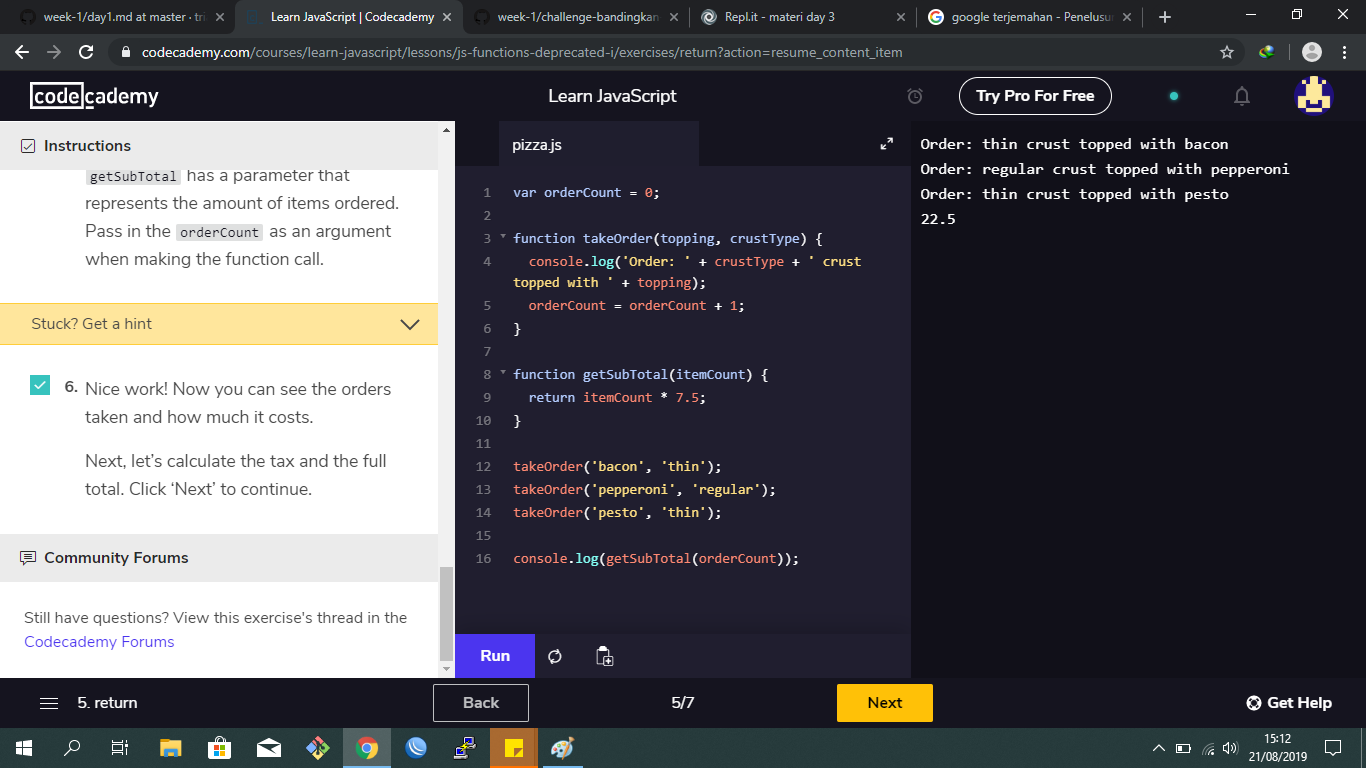 week-1/day1.md at master · tri
Learn JavaScript | Codecademy
week-1/challenge-bandingkan
Repl.it - materi day 3
google terjemahan - Penelusu
codecademy.com/courses/learn-javascript/lessons/js-functions-deprecated-i/exercises/return?action=resume_content_item
codecademy
Learn JavaScript
Try Pro For Free
Instructions
getSubTotal has a parameter that
represents the amount of items ordered.
Pass in the orderCount as an argument
when making the function call.
Stuck? Get a hint
6. Nice work! Now you can see the orders
taken and how much it costs.
Next, let’s calculate the tax and the full
total. Click ‘Next’ to continue.
Community Forums
Still have questions? View this exercise's thread in the
Codecademy Forums
pizza.js
1 var orderCount = 0;
2
3 function takeOrder(topping, crustType) {
4 console.log('Order: ' + crustType + ' crust
topped with ' + topping);
5 orderCount = orderCount + 1;
6 }
7
8 function getSubTotal(itemCount) {
9 return itemCount * 7.5;
10 }
11
12 takeOrder('bacon', 'thin');
13 takeOrder('pepperoni', 'regular');
14 takeOrder('pesto', 'thin');
15
16 console.log(getSubTotal(orderCount));
Run
Order: thin crust topped with bacon
Order: regular crust topped with pepperoni
Order: thin crust topped with pesto
22.5
5. return
Back
5/7
Next
Get Help
15:12
21/08/2019